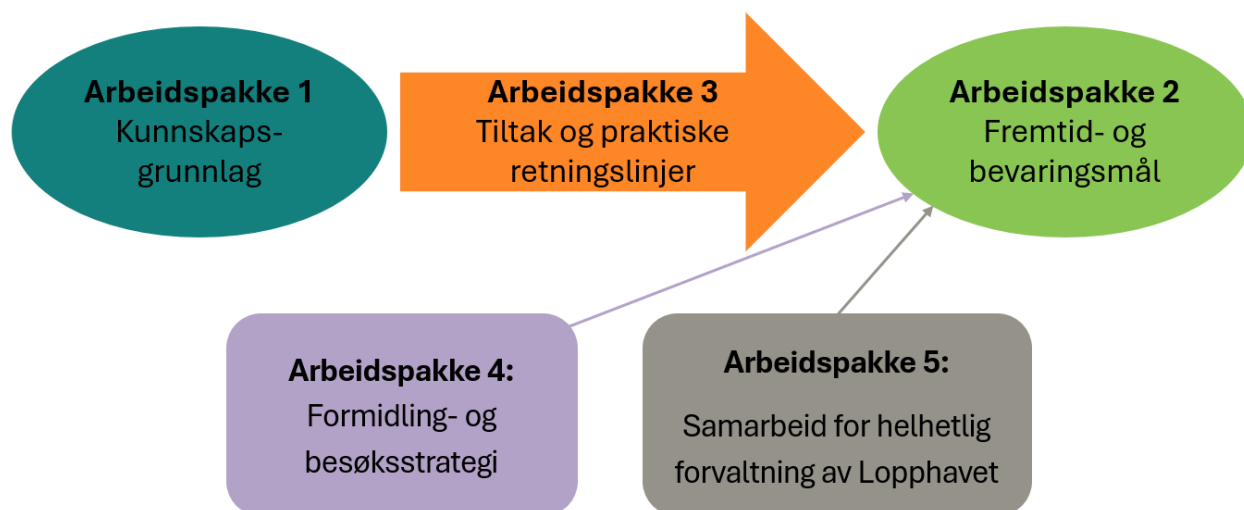 Arbeidspakke 1
Kunnskaps-
grunnlag
Arbeidspakke 3
Tiltak og praktiske
retningslinjer
Arbeidspakke 2
Fremtid- og
bevaringsmål
Arbeidspakke 4:
Formidling- og
besøksstrategi
Arbeidspakke 5:
Samarbeid for helhetlig
forvaltning av Lopphavet